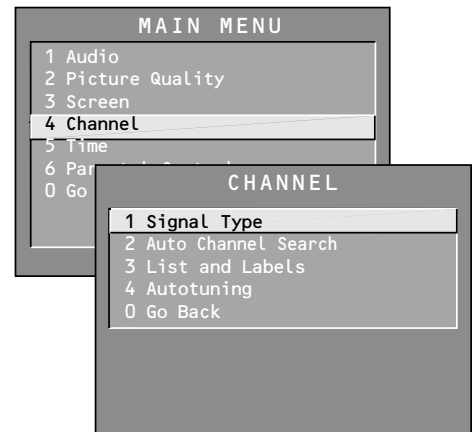 MAIN MENU
1 Audio
2 Picture Quality
3 Screen
4 Channel
5 Time
6
0 Go
CHANNEL
1 Signal Type
2 Auto Channel Search
3 List and Labels
4 Autotuning
0 Go Back